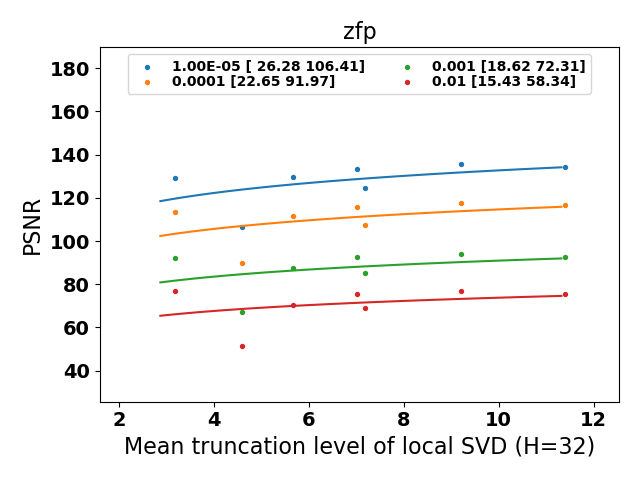 zfp
1.00E-05 [ 26.28 106.41]
0.0001 [22.65 91.97]
0.001 [18.62 72.31]
0.01 [15.43 58.34]
PSNR
180
160
140
120
100
80
60
40
2 4 6 8 10 12
Mean truncation level of local SVD (H=32)